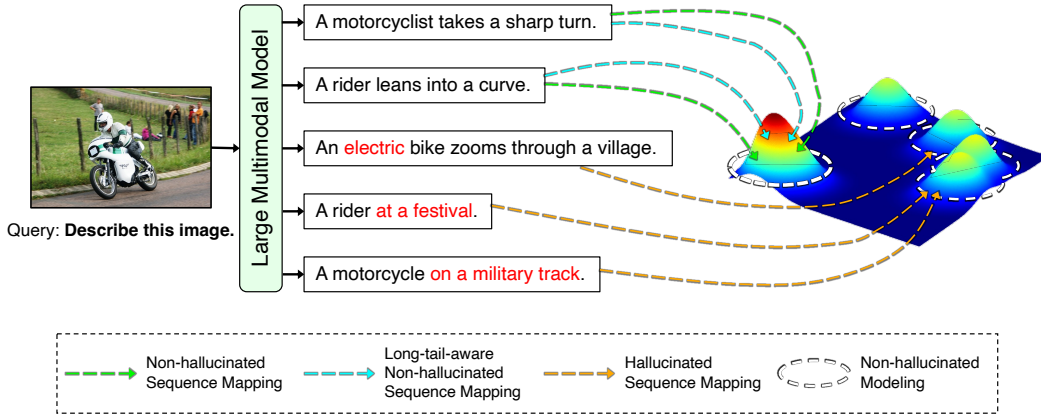 A motorcyclist takes a sharp turn.
A rider leans into a curve.
An electric bike zooms through a village.
A rider at a festival.
A motorcycle on a military track.
Large Multimodal Model
Query: Describe this image.
Non-hallucinated
Sequence Mapping
Long-tail-aware
Non-hallucinated
Sequence Mapping
Hallucinated
Sequence Mapping
Non-hallucinated
Modeling